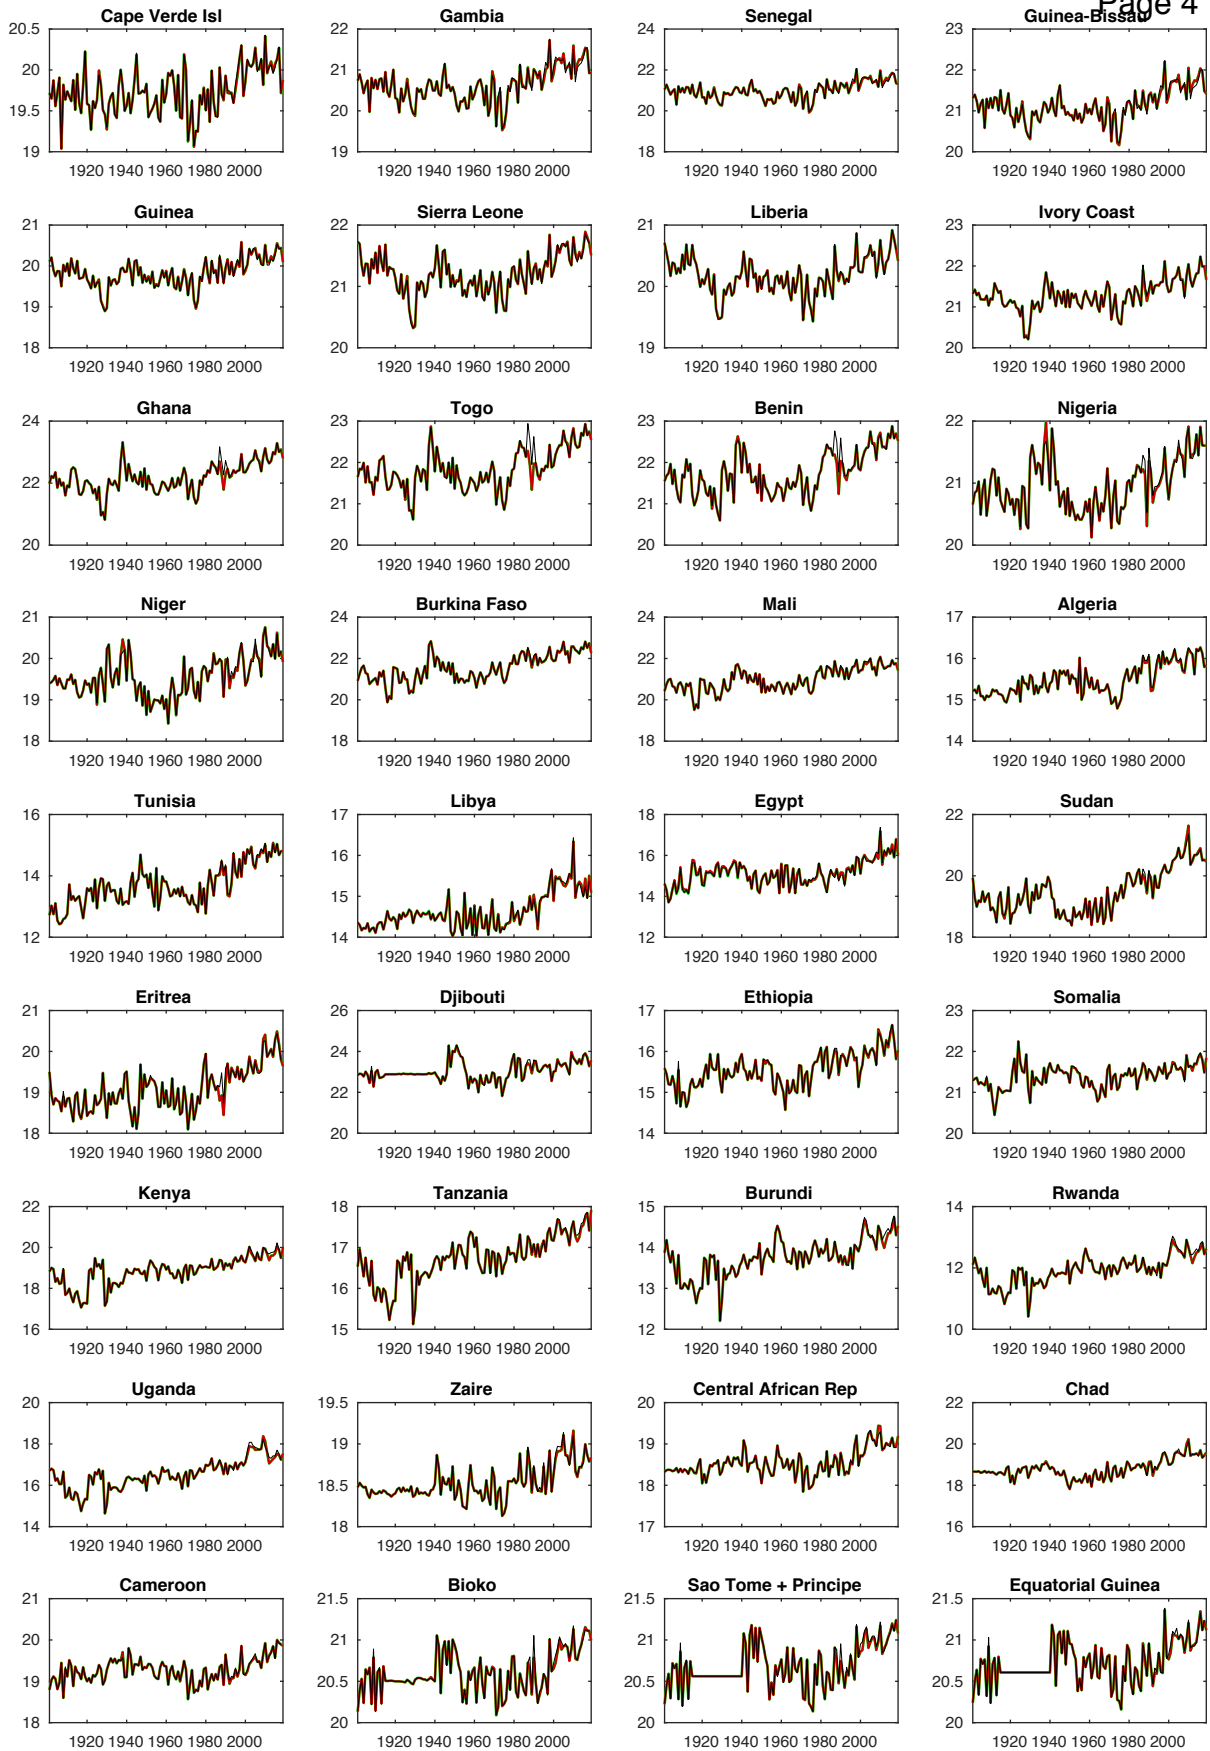 Page 4
Cape Verde Isl Gambia Senegal Guinea-Bissau
20.5 22 24 23
20 21 22 22
19.5 20 20 21
19 19 18 20
1920 1940 1960 1980 2000 1920 1940 1960 1980 2000 1920 1940 1960 1980 2000 1920 1940 1960 1980 2000
Guinea Sierra Leone Liberia Ivory Coast
21 22 21 23
20 21 20 22
19 20 19 21
18 20
1920 1940 1960 1980 2000 1920 1940 1960 1980 2000 1920 1940 1960 1980 2000 1920 1940 1960 1980 2000
Ghana Togo Benin Nigeria
24 23 23 22
22 22 22 21
20 21 21 20
20 20
1920 1940 1960 1980 2000 1920 1940 1960 1980 2000 1920 1940 1960 1980 2000 1920 1940 1960 1980 2000
Niger Burkina Faso Mali Algeria
21 24 24 17
20 22 22 16
19 20 20 15
18 18 18 14
1920 1940 1960 1980 2000 1920 1940 1960 1980 2000 1920 1940 1960 1980 2000 1920 1940 1960 1980 2000
Tunisia Libya Egypt Sudan
16 17 18 22
14 16 16 20
12 15 14 18
14 12
1920 1940 1960 1980 2000 1920 1940 1960 1980 2000 1920 1940 1960 1980 2000 1920 1940 1960 1980 2000
Eritrea Djibouti Ethiopia Somalia
21 26 17 23
20 24 16 22
19 22 15 21
18 20 14 20
1920 1940 1960 1980 2000 1920 1940 1960 1980 2000 1920 1940 1960 1980 2000 1920 1940 1960 1980 2000
Kenya Tanzania Burundi Rwanda
22 18 15 14
20 17 14 12
18 16 13 10
16 15 12
1920 1940 1960 1980 2000 1920 1940 1960 1980 2000 1920 1940 1960 1980 2000 1920 1940 1960 1980 2000
Uganda Zaire Central African Rep Chad
20 19.5 20 22
18 19 19 20
16 18.5 18 18
14 18 17 16
1920 1940 1960 1980 2000 1920 1940 1960 1980 2000 1920 1940 1960 1980 2000 1920 1940 1960 1980 2000
Cameroon Bioko Sao Tome + Principe Equatorial Guinea
21 21.5 21.5 21.5
20 21 21 21
19 20.5 20.5 20.5
18 20 20 20
1920 1940 1960 1980 2000 1920 1940 1960 1980 2000 1920 1940 1960 1980 2000 1920 1940 1960 1980 2000